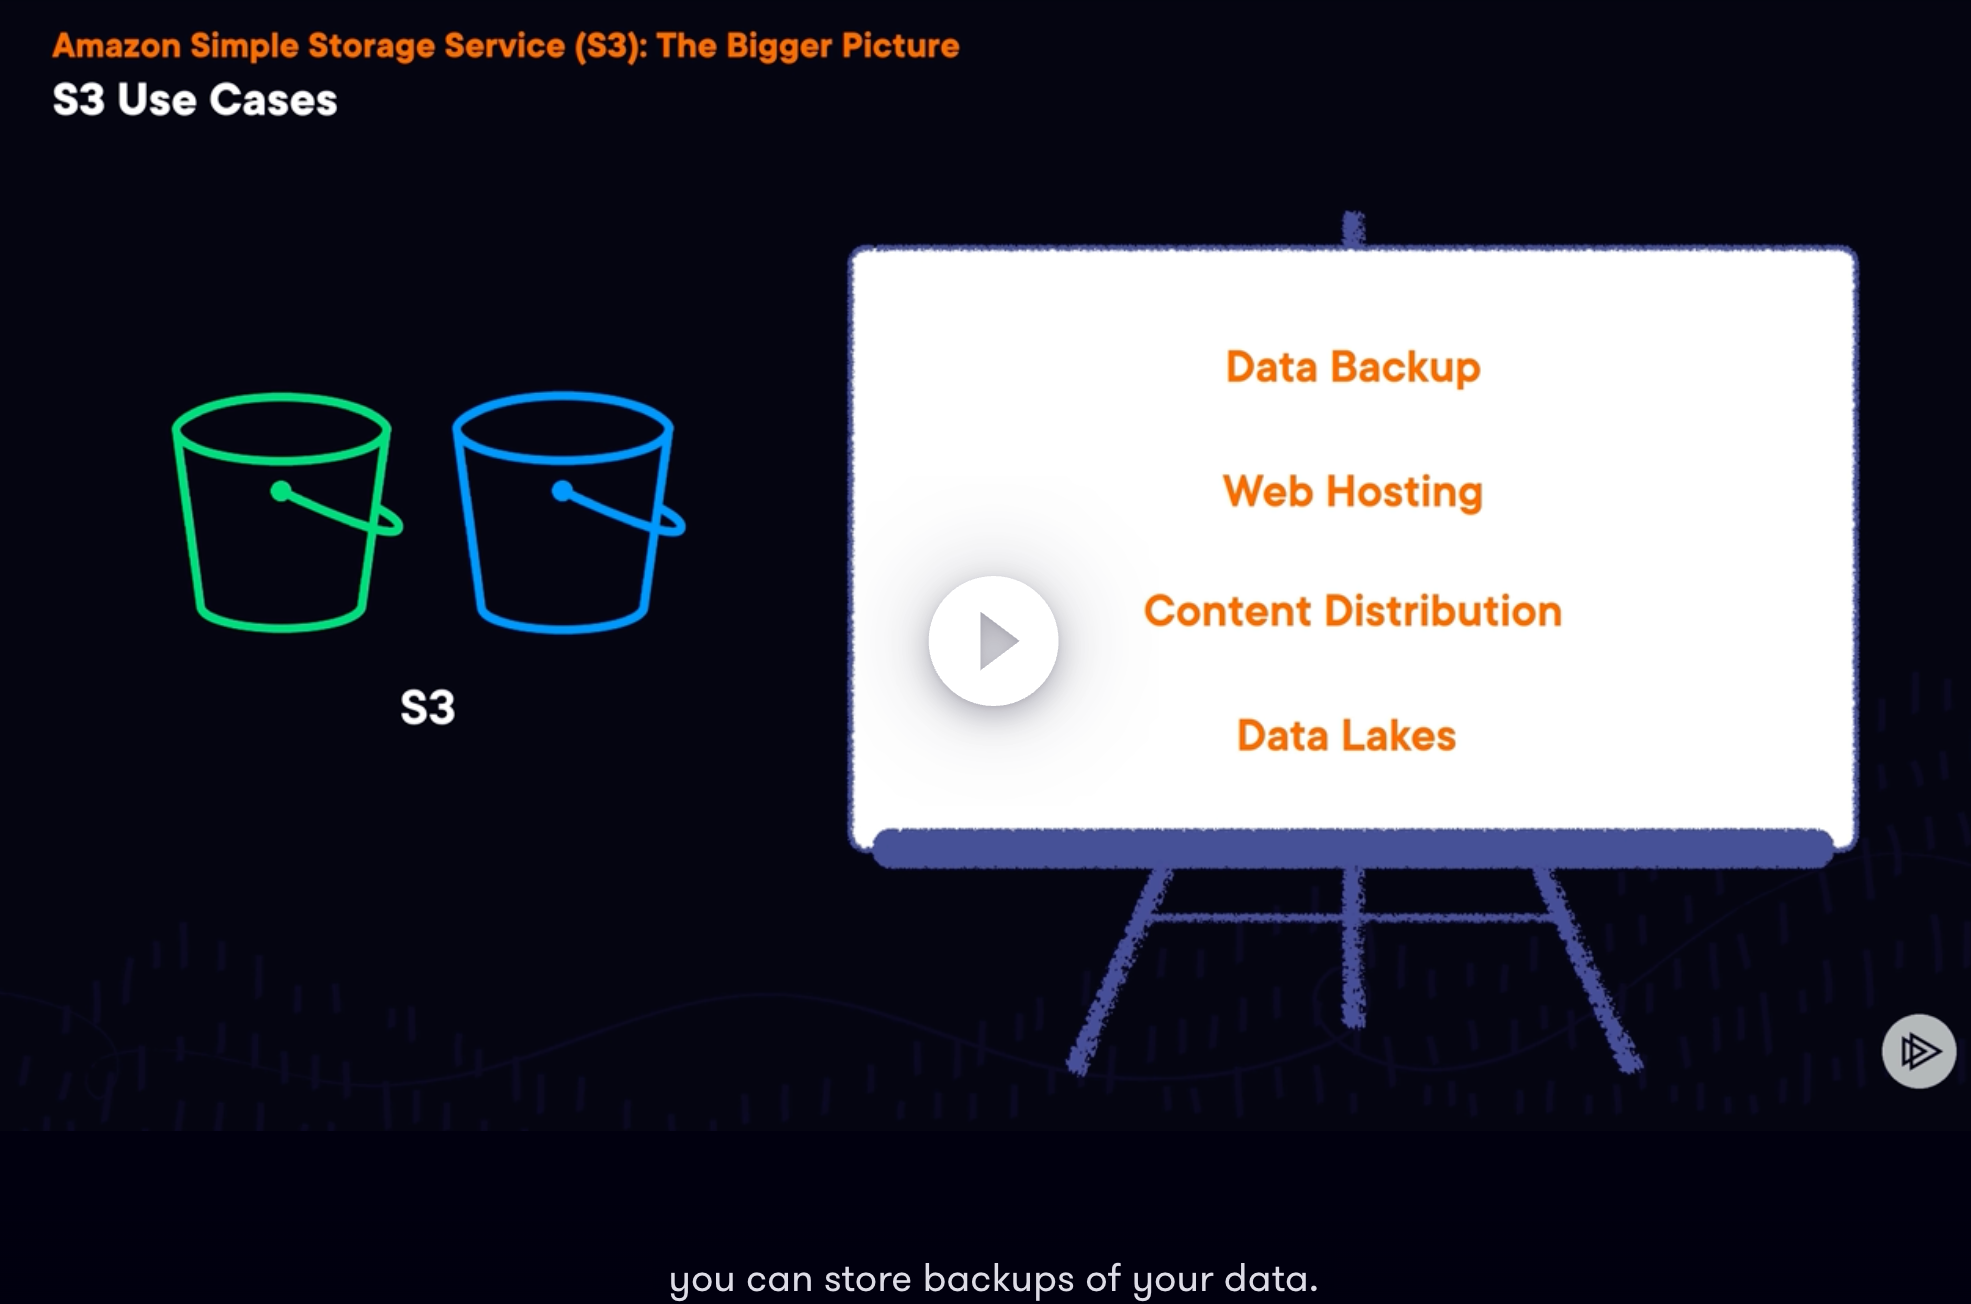 Amazon Simple Storage Service (S3): The Bigger Picture
S3 Use Cases
S3
Data Backup
Web Hosting
Content Distribution
Data Lakes
you can store backups of your data.